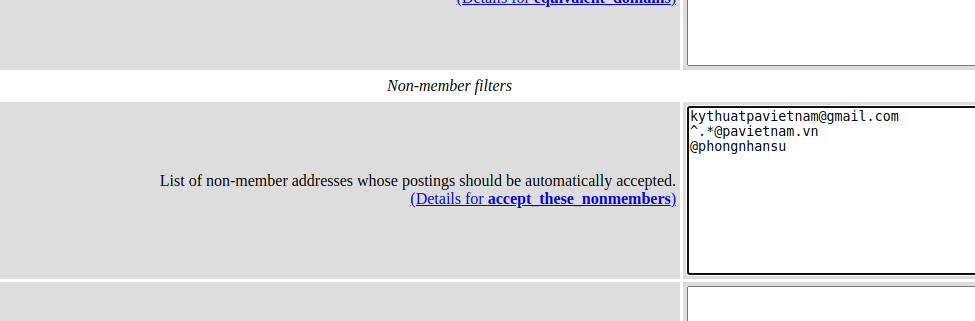 (Details for equivalent_domains)
Non-member filters
List of non-member addresses whose postings should be automatically accepted.
(Details for accept_these_nonmembers)
kythuatpavietnam@gmail.com
^.*@pavietnam.vn
@phongnhansu